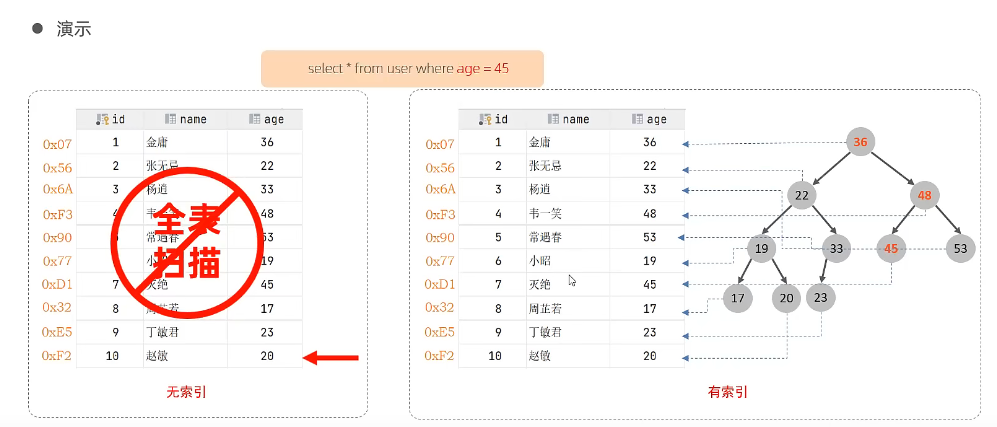 演示
select * from user where age = 45
id name age
0x07 1 金庸 36
0x56 2 张无忌 22
0x6A 3 杨逍 33
0xF3 4 韦一笑 48
0x90 5 常遇春 53
0x77 小昭 19
0xD1 7 灭绝 45
0x32 8 周芷若 17
0xE5 9 丁敏君 23
0xF2 10 赵敏 20
全表
扫描
无索引
id name age
0x07 1 金庸 36
0x56 2 张无忌 22
0x6A 3 杨逍 33
0xF3 4 韦一笑 48
0x90 5 常遇春 53
0x77 6 小昭 19
0xD1 7 灭绝 45
0x32 8 周芷若 17
0xE5 9 丁敏君 23
0xF2 10 赵敏 20
36
22 48
19 33 45 53
17 20 23
有索引